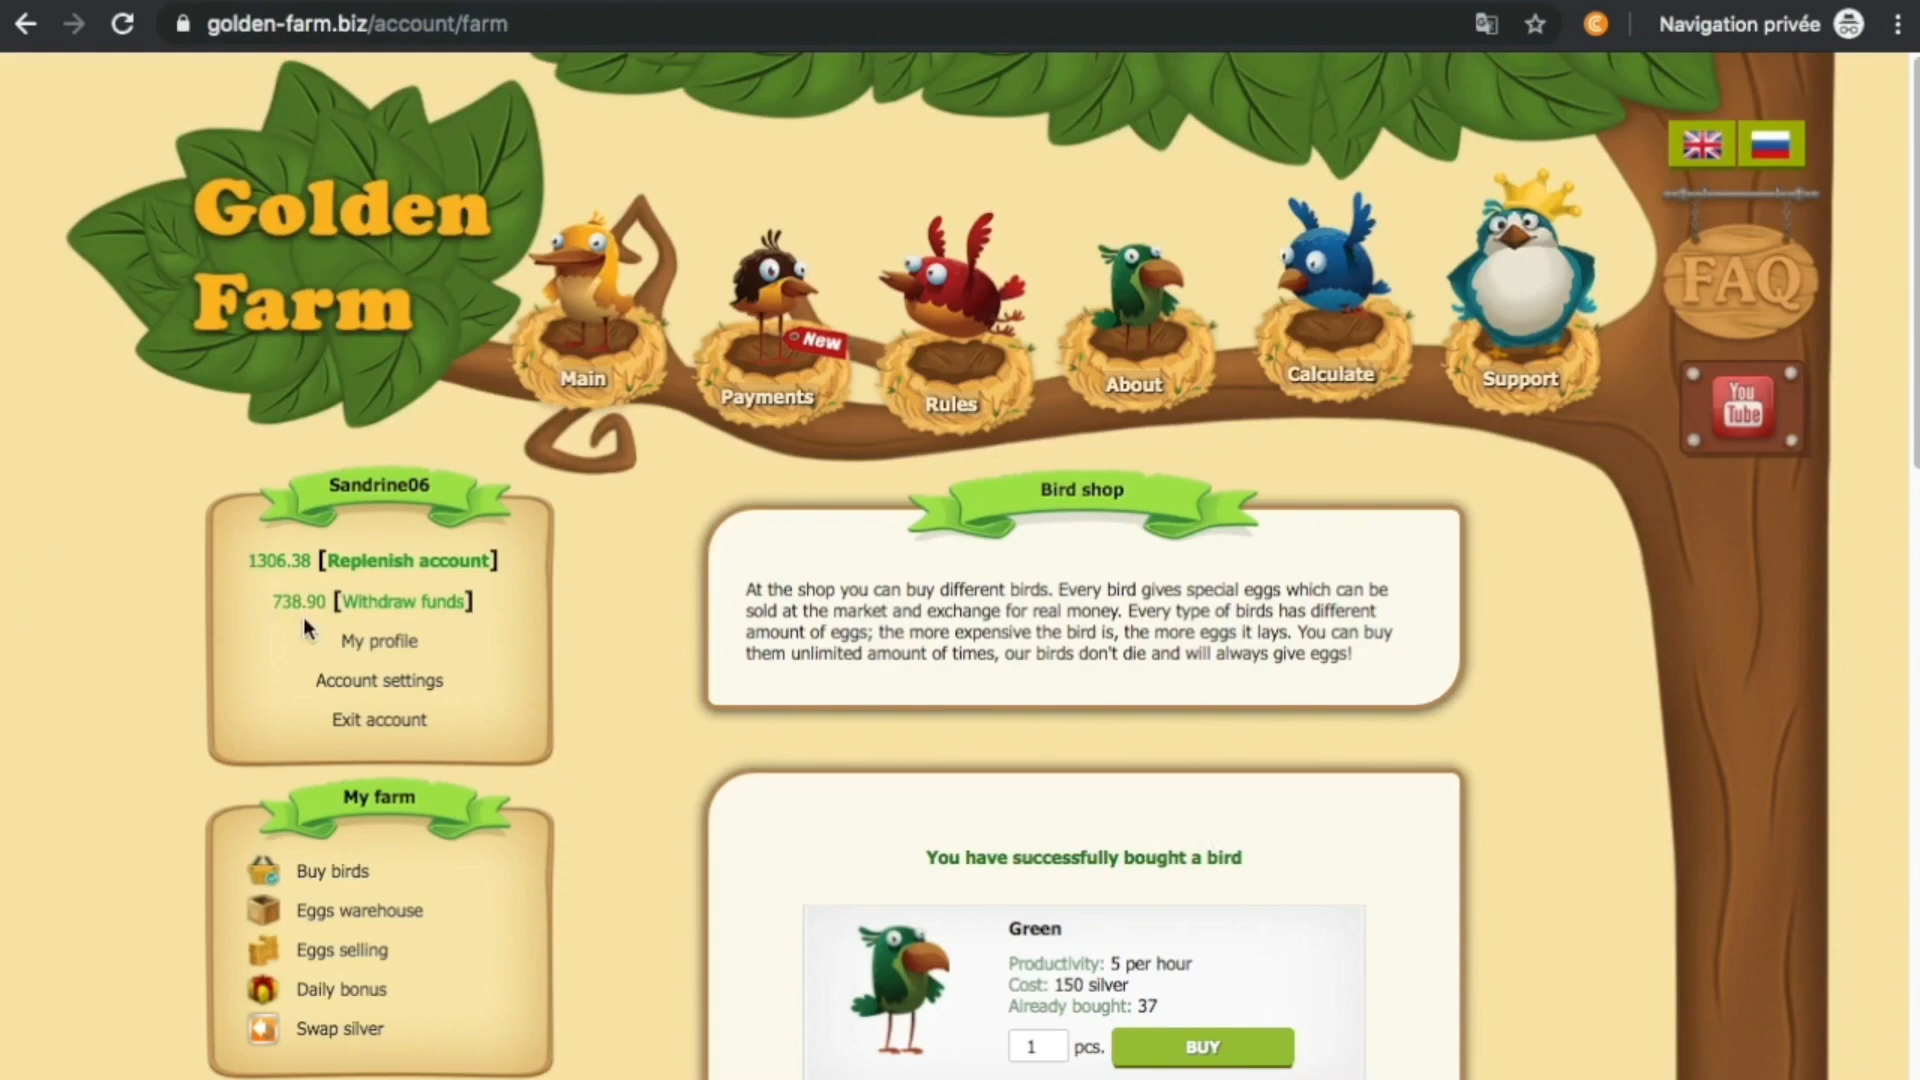 golden-farm.biz/account/farm
Navigation privée
Golden
Farm
Main
Payments
New
Rules
About
Calculate
Support
FAQ
You
Tube
Sandrine06
1306.38 [Replenish account]
738.90 [Withdraw funds]
My profile
Account settings
Exit account
My farm
Buy birds
Eggs warehouse
Eggs selling
Daily bonus
Swap silver
Bird shop
At the shop you can buy different birds. Every bird gives special eggs which can be
sold at the market and exchange for real money. Every type of birds has different
amount of eggs; the more expensive the bird is, the more eggs it lays. You can buy
them unlimited amount of times, our birds don't die and will always give eggs!
You have successfully bought a bird
Green
Productivity: 5 per hour
Cost: 150 silver
Already bought: 37
1 pcs. BUY